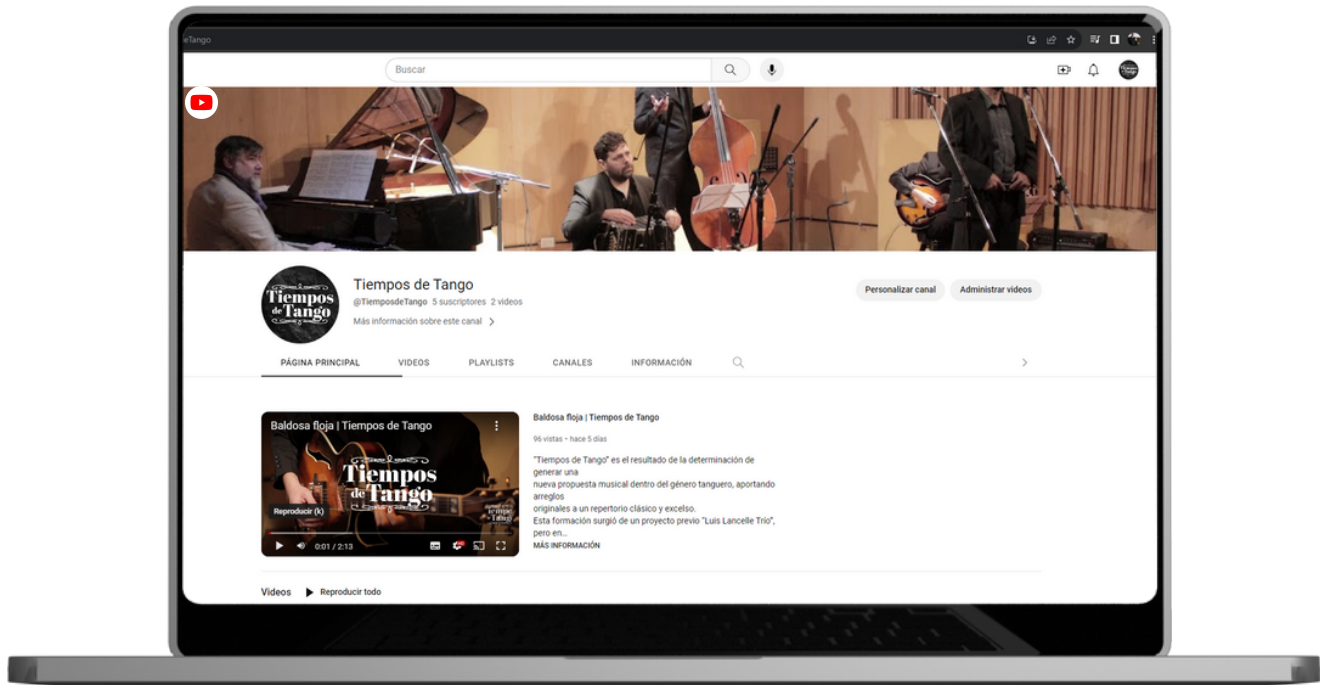 eTango
Buscar
Tiempos
de Tango
Tiempos de Tango
@TiemposdeTango 5 suscriptores 2 videos
Más información sobre este canal
Personalizar canal
Administrar videos
PÁGINA PRINCIPAL
VIDEOS
PLAYLISTS
CANALES
INFORMACIÓN
Baldosa floja | Tiempos de Tango
Tiempos
de Tango
Reproducir (k)
0:01 / 2:13
Baldosa floja | Tiempos de Tango
96 vistas • hace 5 días
"Tiempos de Tango" es el resultado de la determinación de
generar una
nueva propuesta musical dentro del género tanguero, aportando
arreglos
originales a un repertorio clásico y excelso.
Esta formación surgió de un proyecto previo "Luis Lancelle Trío",
pero en...
MÁS INFORMACIÓN
Videos
Reproducir todo